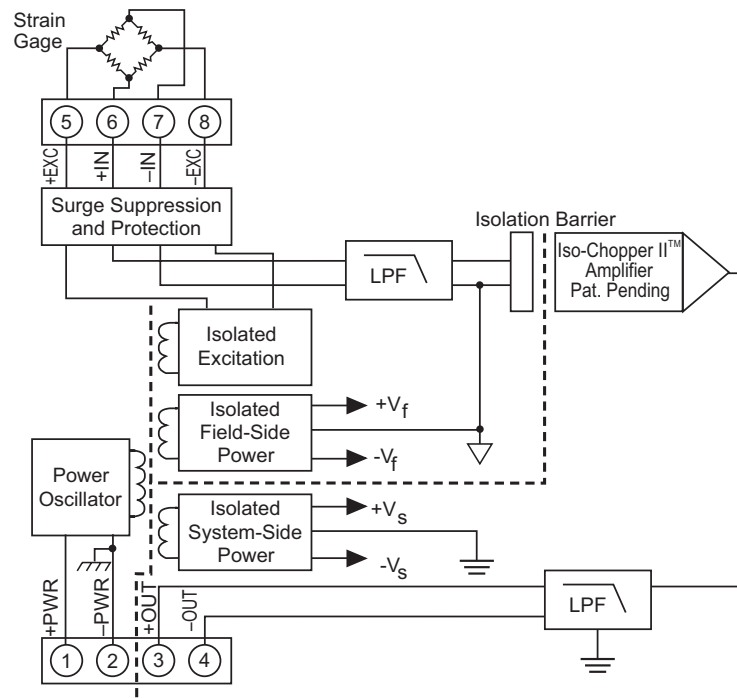 Strain
Gage
5 6 7 8
+EXC
+IN
–IN
–EXC
Surge Suppression
and Protection
Isolation Barrier
LPF
Iso-Chopper II™
Amplifier
Pat. Pending
Isolated
Excitation
Isolated
Field-Side
Power
+Vf
-Vf
Power
Oscillator
Isolated
System-Side
Power
+Vs
-Vs
+PWR
–PWR
+OUT
–OUT
LPF
1 2 3 4